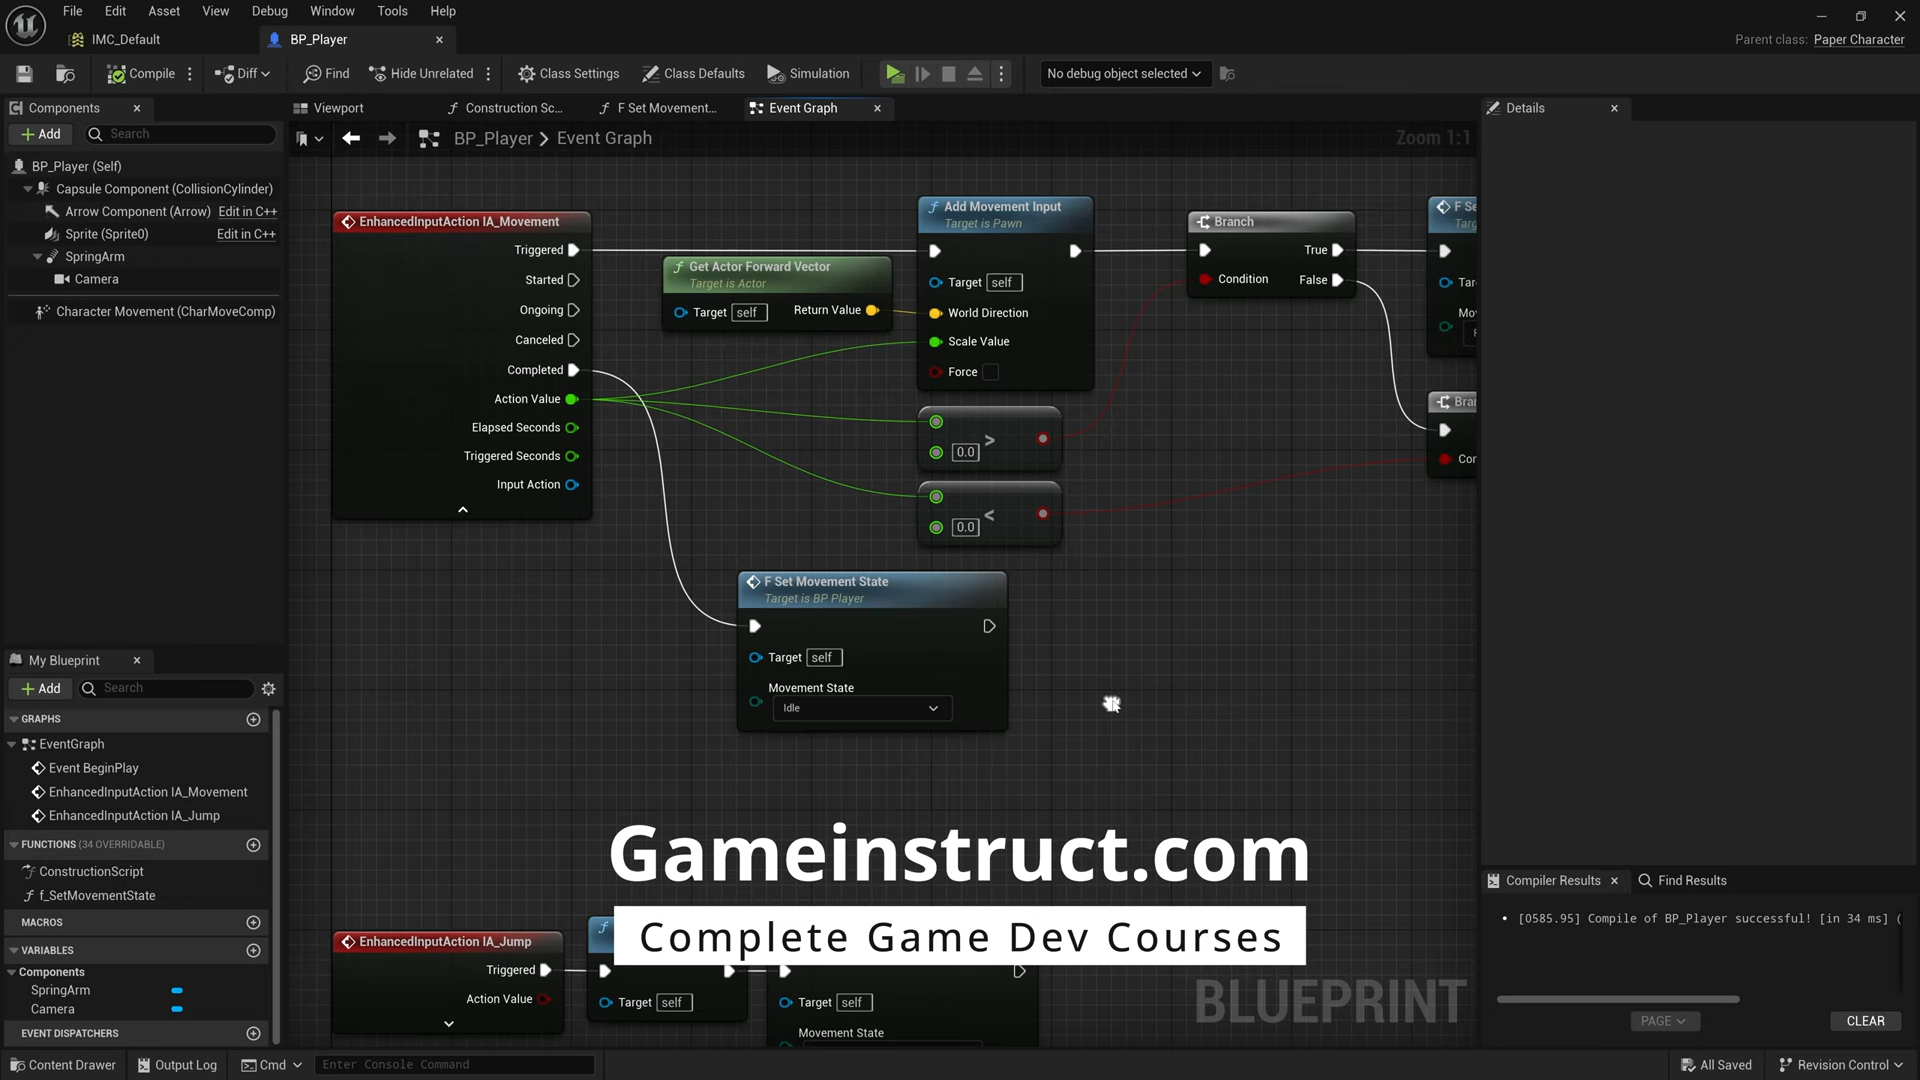 File Edit Asset View Debug Window Tools Help
IMC_Default
BP_Player
Parent class: Paper Character
Compile
Diff
Find
Hide Unrelated
Class Settings
Class Defaults
Simulation
No debug object selected
Components
Viewport
Construction Sc...
F Set Movement...
Event Graph
Details
Add
Search
BP_Player > Event Graph
Zoom 1:1
BP_Player (Self)
Capsule Component (CollisionCylinder)
Arrow Component (Arrow) Edit in C++
Sprite (Sprite0) Edit in C++
SpringArm
Camera
Character Movement (CharMoveComp)
EnhancedInputAction IA_Movement
Triggered
Started
Ongoing
Canceled
Completed
Action Value
Elapsed Seconds
Triggered Seconds
Input Action
Get Actor Forward Vector
Target is Actor
Target self
Return Value
Add Movement Input
Target is Pawn
Target self
World Direction
Scale Value
Force
0.0 >
0.0 <
Branch
True
Condition
False
F Set Movement State
Target is BP Player
Target self
Movement State
Idle
My Blueprint
Add
Search
GRAPHS
EventGraph
Event BeginPlay
EnhancedInputAction IA_Movement
EnhancedInputAction IA_Jump
FUNCTIONS (34 OVERRIDABLE)
ConstructionScript
f_SetMovementState
MACROS
VARIABLES
Components
SpringArm
Camera
EVENT DISPATCHERS
Gameinstruct.com
Complete Game Dev Courses
EnhancedInputAction IA_Jump
Triggered
Action Value
Target self
Target self
Movement State
BLUEPRINT
Compiler Results
Find Results
[0585.95] Compile of BP_Player successful! [in 34 ms] (
PAGE
CLEAR
Content Drawer
Output Log
Cmd
Enter Console Command
All Saved
Revision Control